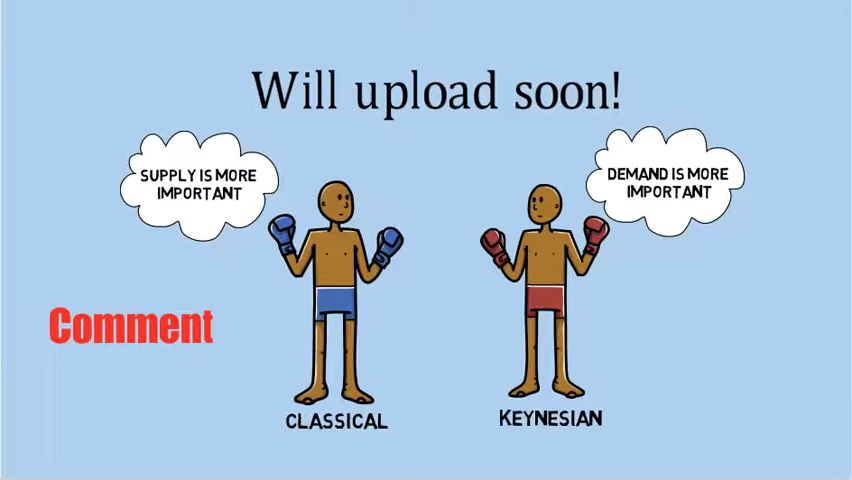 Will upload soon!
SUPPLY IS MORE
IMPORTANT
DEMAND IS MORE
IMPORTANT
Comment
CLASSICAL
KEYNESIAN